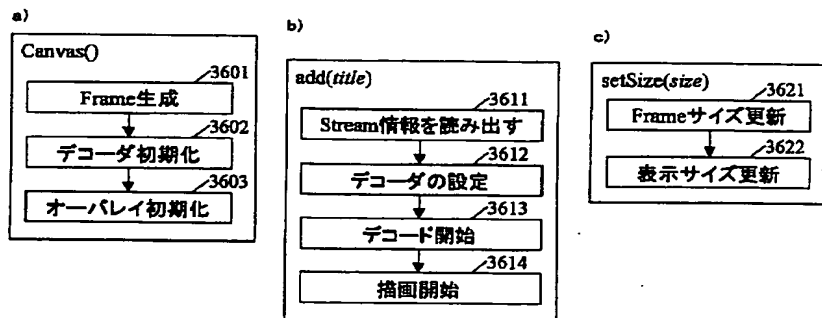 a)
Canvas()
3601
Frame生成
3602
デコーダ初期化
3603
オーバレイ初期化
b)
add(title)
3611
Stream情報を読み出す
3612
デコーダの設定
3613
デコード開始
3614
描画開始
c)
setSize(size)
3621
Frameサイズ更新
3622
表示サイズ更新